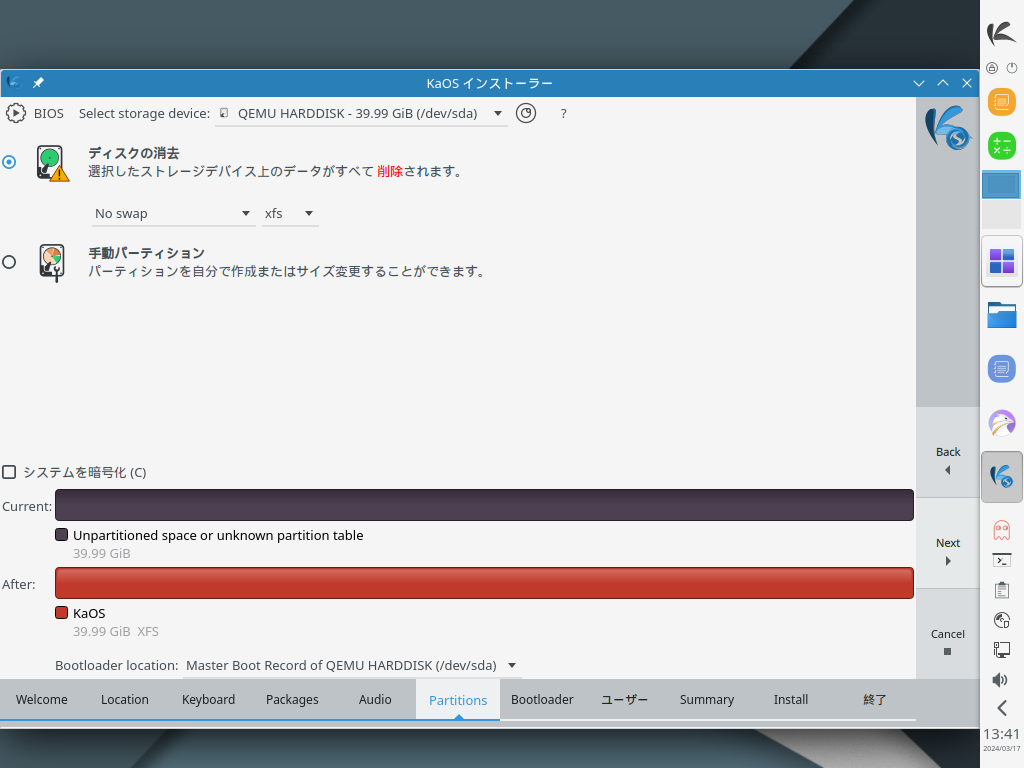 KaOS インストーラー
BIOS Select storage device: QEMU HARDDISK - 39.99 GiB (/dev/sda) ?
ディスクの消去
選択したストレージデバイス上のデータがすべて 削除されます。
No swap xfs
手動パーティション
パーティションを自分で作成またはサイズ変更することができます。
Back
システムを暗号化 (C)
Current:
Unpartitioned space or unknown partition table
39.99 GiB
Next
After:
KaOS
39.99 GiB XFS
Cancel
Bootloader location: Master Boot Record of QEMU HARDDISK (/dev/sda)
Welcome Location Keyboard Packages Audio Partitions Bootloader ユーザー Summary Install 終了
13:41
2024/03/17